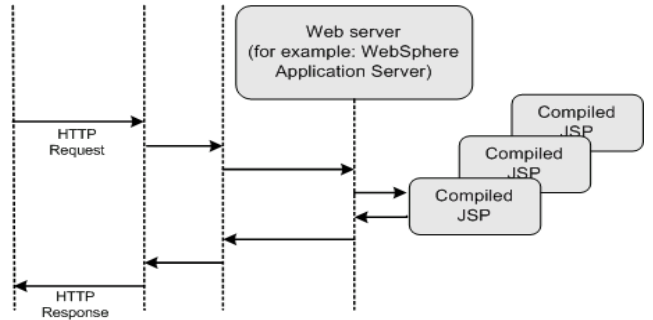 Web server
(for example: WebSphere
Application Server)
Compiled
JSP
Compiled
JSP
Compiled
JSP
HTTP
Request
HTTP
Response